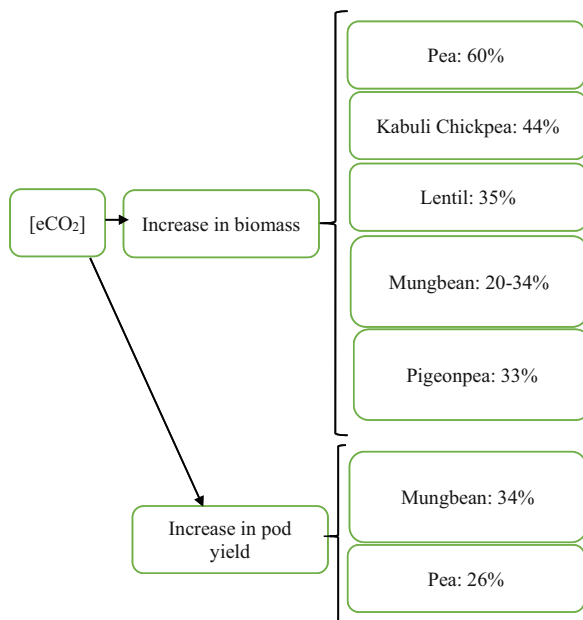 Pea: 60%
Kabuli Chickpea: 44%
Lentil: 35%
[eCO₂]
Increase in biomass
Mungbean: 20-34%
Pigeonpea: 33%
Mungbean: 34%
Increase in pod
yield
Pea: 26%